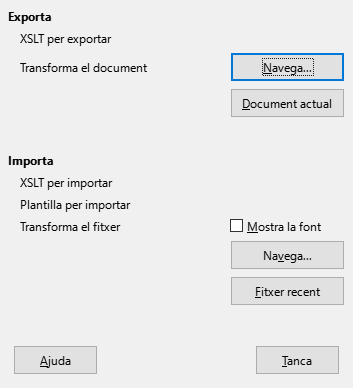 Exporta
XSLT per exportar
Transforma el document
Navega...
Document actual
Importa
XSLT per importar
Plantilla per importar
Transforma el fitxer
Mostra la font
Navega...
Fitxer recent
Ajuda
Tanca